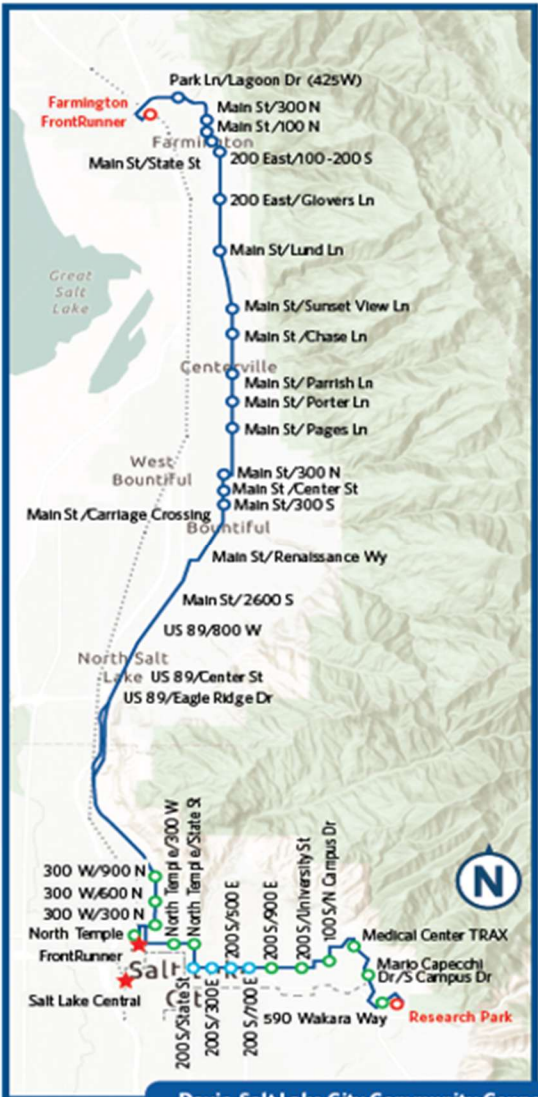 Park Ln/Lagoon Dr (425W)
Farmington
FrontRunner
Main St/300 N
Main St/100 N
Farmington
Main St/State St
200 East/100-200 S
200 East/Glovers Ln
Main St/Lund Ln
Great
Salt
Lake
Main St/Sunset View Ln
Main St/Chase Ln
Centerville
Main St/Parrish Ln
Main St/Porter Ln
Main St/Pages Ln
West
Bountiful
Main St/300 N
Main St/Center St
Main St/300 S
Main St/Carriage Crossing
Bountiful
Main St/Renaissance Wy
Main St/2600 S
US 89/800 W
North Salt
Lake
US 89/Center St
US 89/Eagle Ridge Dr
300 W/900 N
300 W/600 N
300 W/300 N
North Temple
FrontRunner
Salt Lake Central
North Temple/300 W
North Temple/State St
Salt
200 S/State St
200 S/300 E
200 S/500 E
200 S/700 E
200 S/900 E
200 S/University St
100 S/N Campus Dr
Medical Center TRAX
Mario Capecchi
Dr/S Campus Dr
590 Wakara Way
Research Park
N